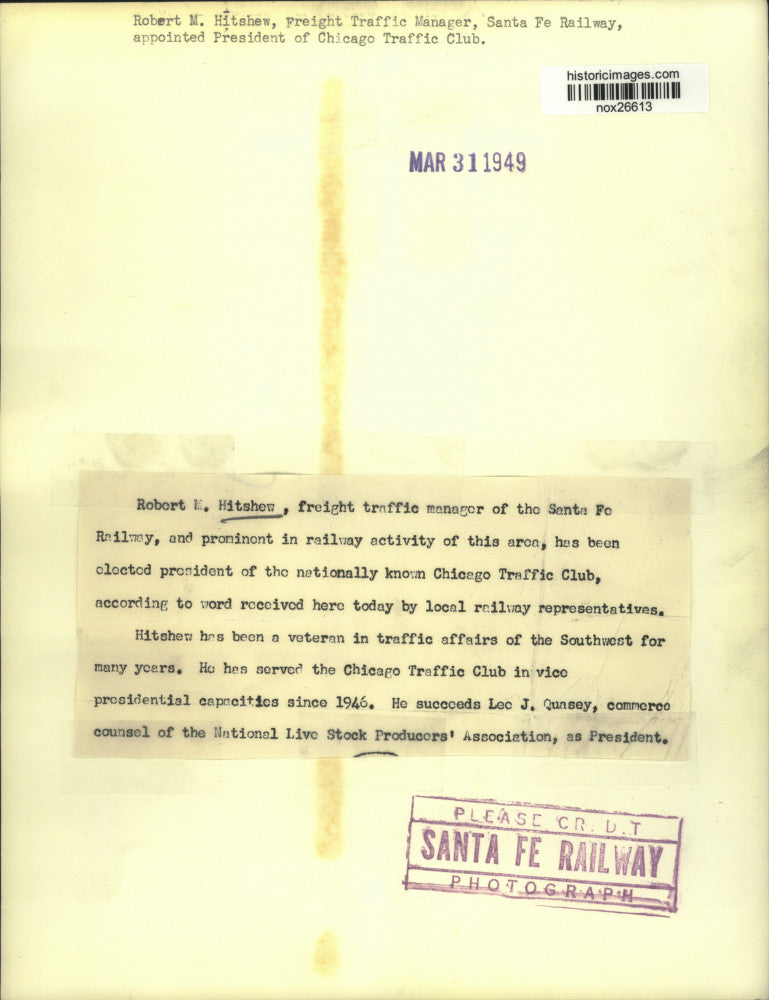 Robert M. Hitshew, Freight Traffic Manager, Santa Fe Railway,
appointed President of Chicago Traffic Club.
historicimages.com
nox26613
MAR 31 1949
Robert M. Hitshew, freight traffic manager of the Santa Fe
Railway, and prominent in railway activity of this area, has been
elected president of the nationally known Chicago Traffic Club,
according to word received here today by local railway representatives.
Hitshew has been a veteran in traffic affairs of the Southwest for
many years. He has served the Chicago Traffic Club in vice
presidential capacities since 1946. He succeeds Lee J. Quasey, commerce
counsel of the National Live Stock Producers' Association, as President.
PLEASE CR D T
SANTA FE RAILWAY
PHOTOGRAPH